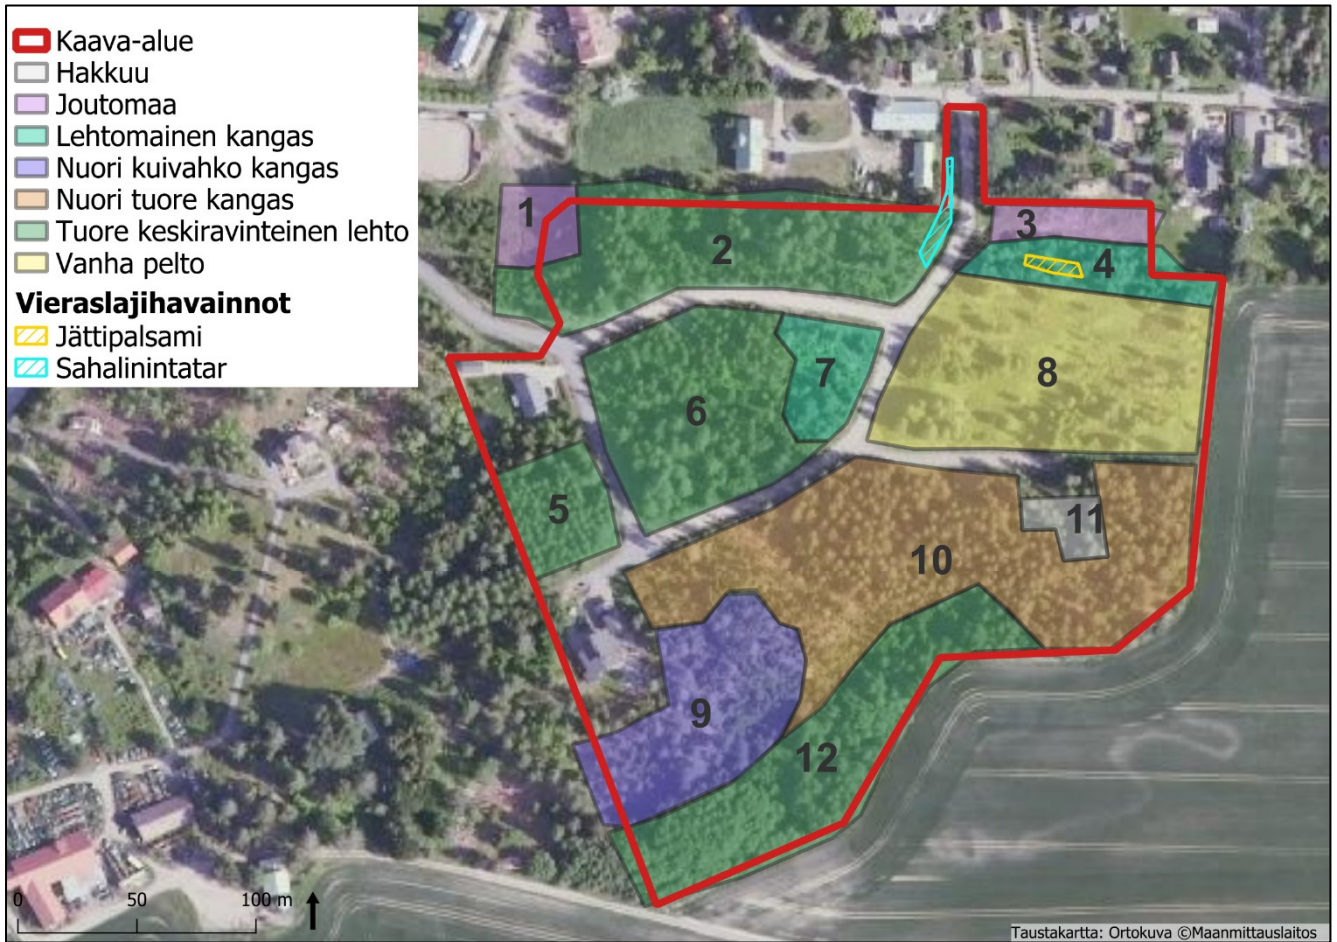 Kaava-alue
Hakkuu
Joutomaa
Lehtomainen kangas
Nuori kuivahko kangas
Nuori tuore kangas
Tuore keskiravinteinen lehto
Vanha pelto
Vieraslajihavainnot
Jättipalsami
Sahalinintatar
1
2
3
4
5
6
7
8
9
10
11
12
0 50 100 m
Taustakartta: Ortokuva ©Maanmittauslaitos